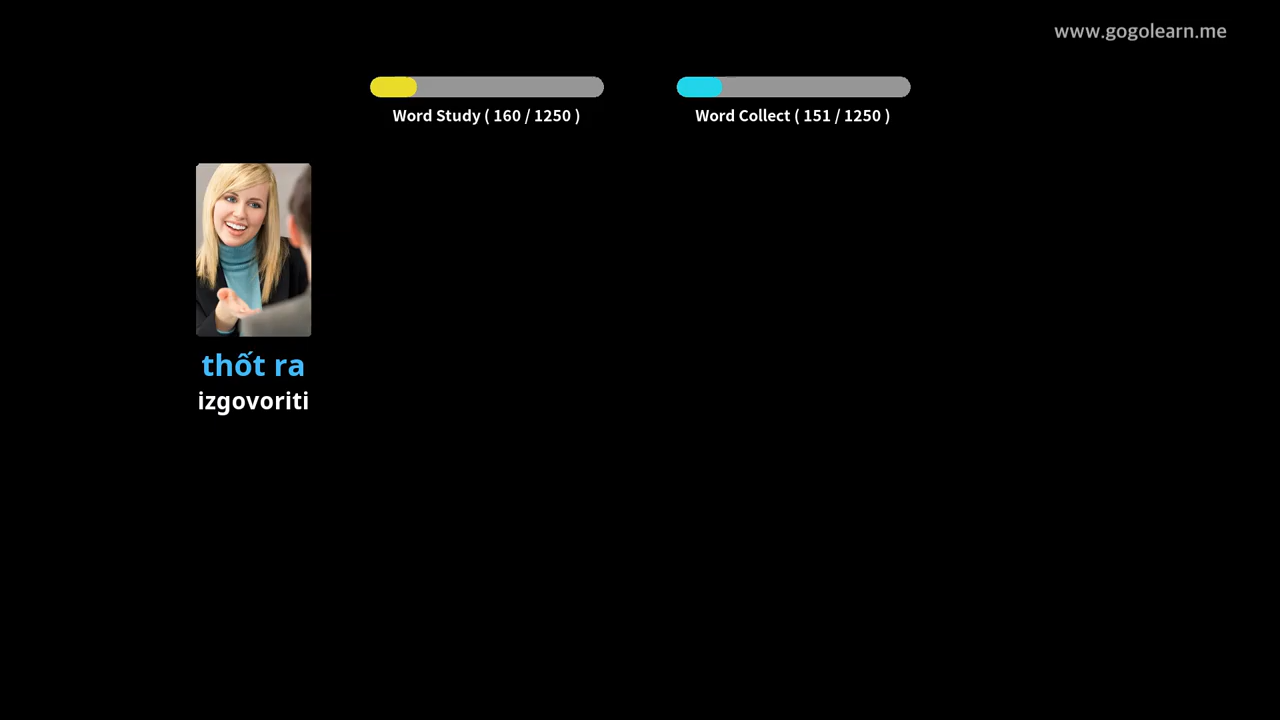 www.gogolearn.me
Word Study ( 160 / 1250 )
Word Collect ( 151 / 1250 )
thốt ra
izgovoriti